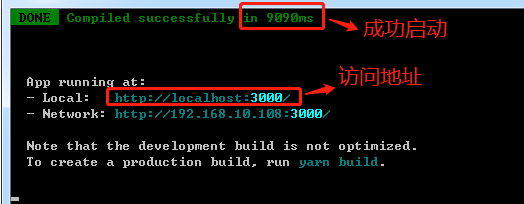 DONE Compiled successfully in 9090ms
成功启动
App running at:
访问地址
- Local: http://localhost:3000/
- Network: http://192.168.10.108:3000/
Note that the development build is not optimized.
To create a production build, run yarn build.